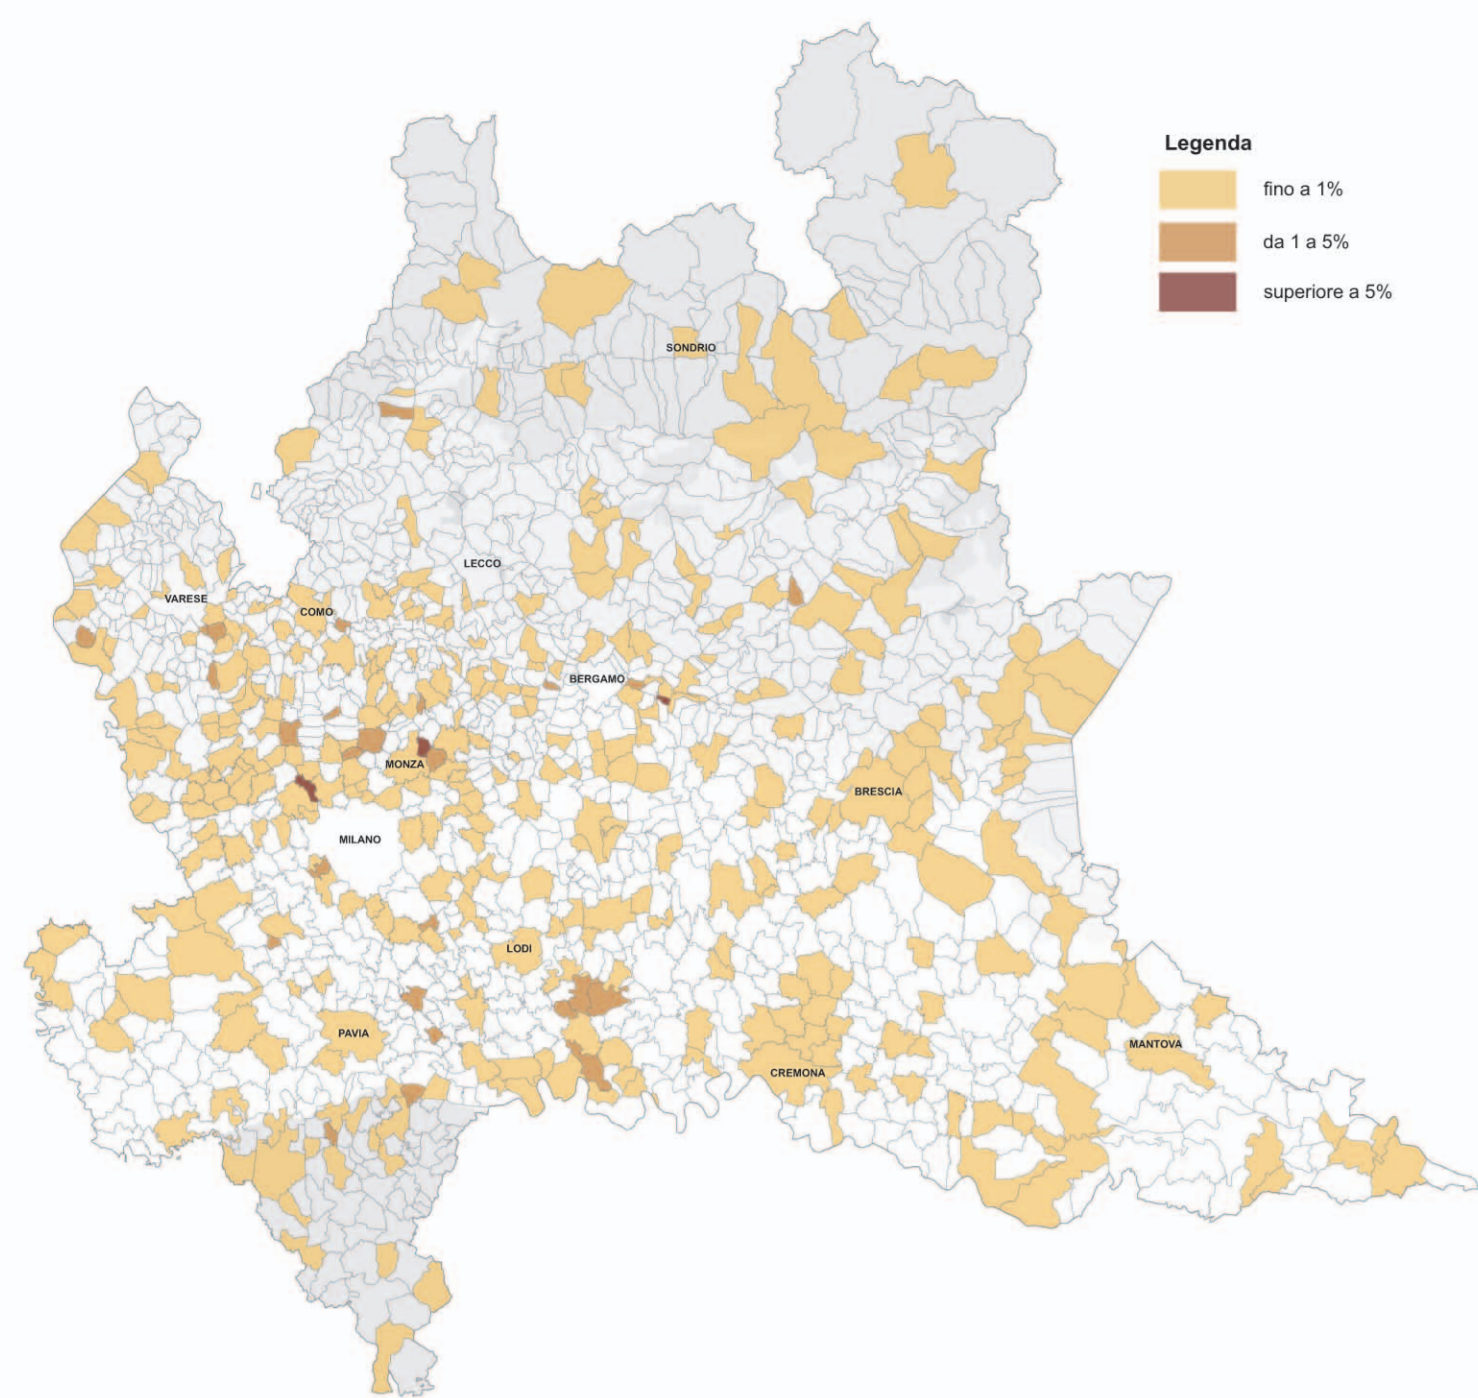 Legenda
fino a 1%
da 1 a 5%
superiore a 5%
SONDRIO
LECCO
VARESE
COMO
BERGAMO
MONZA
BRESCIA
MILANO
LODI
PAVIA
MANTOVA
CREMONA